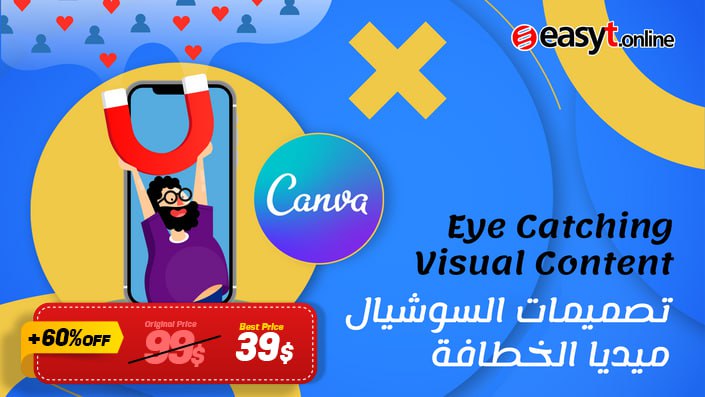 easyt.online
Canva
Eye Catching
Visual Content
تصميمات السوشيال
ميديا الخطافة
+60%OFF
Original Price
99$
Best Price
39$